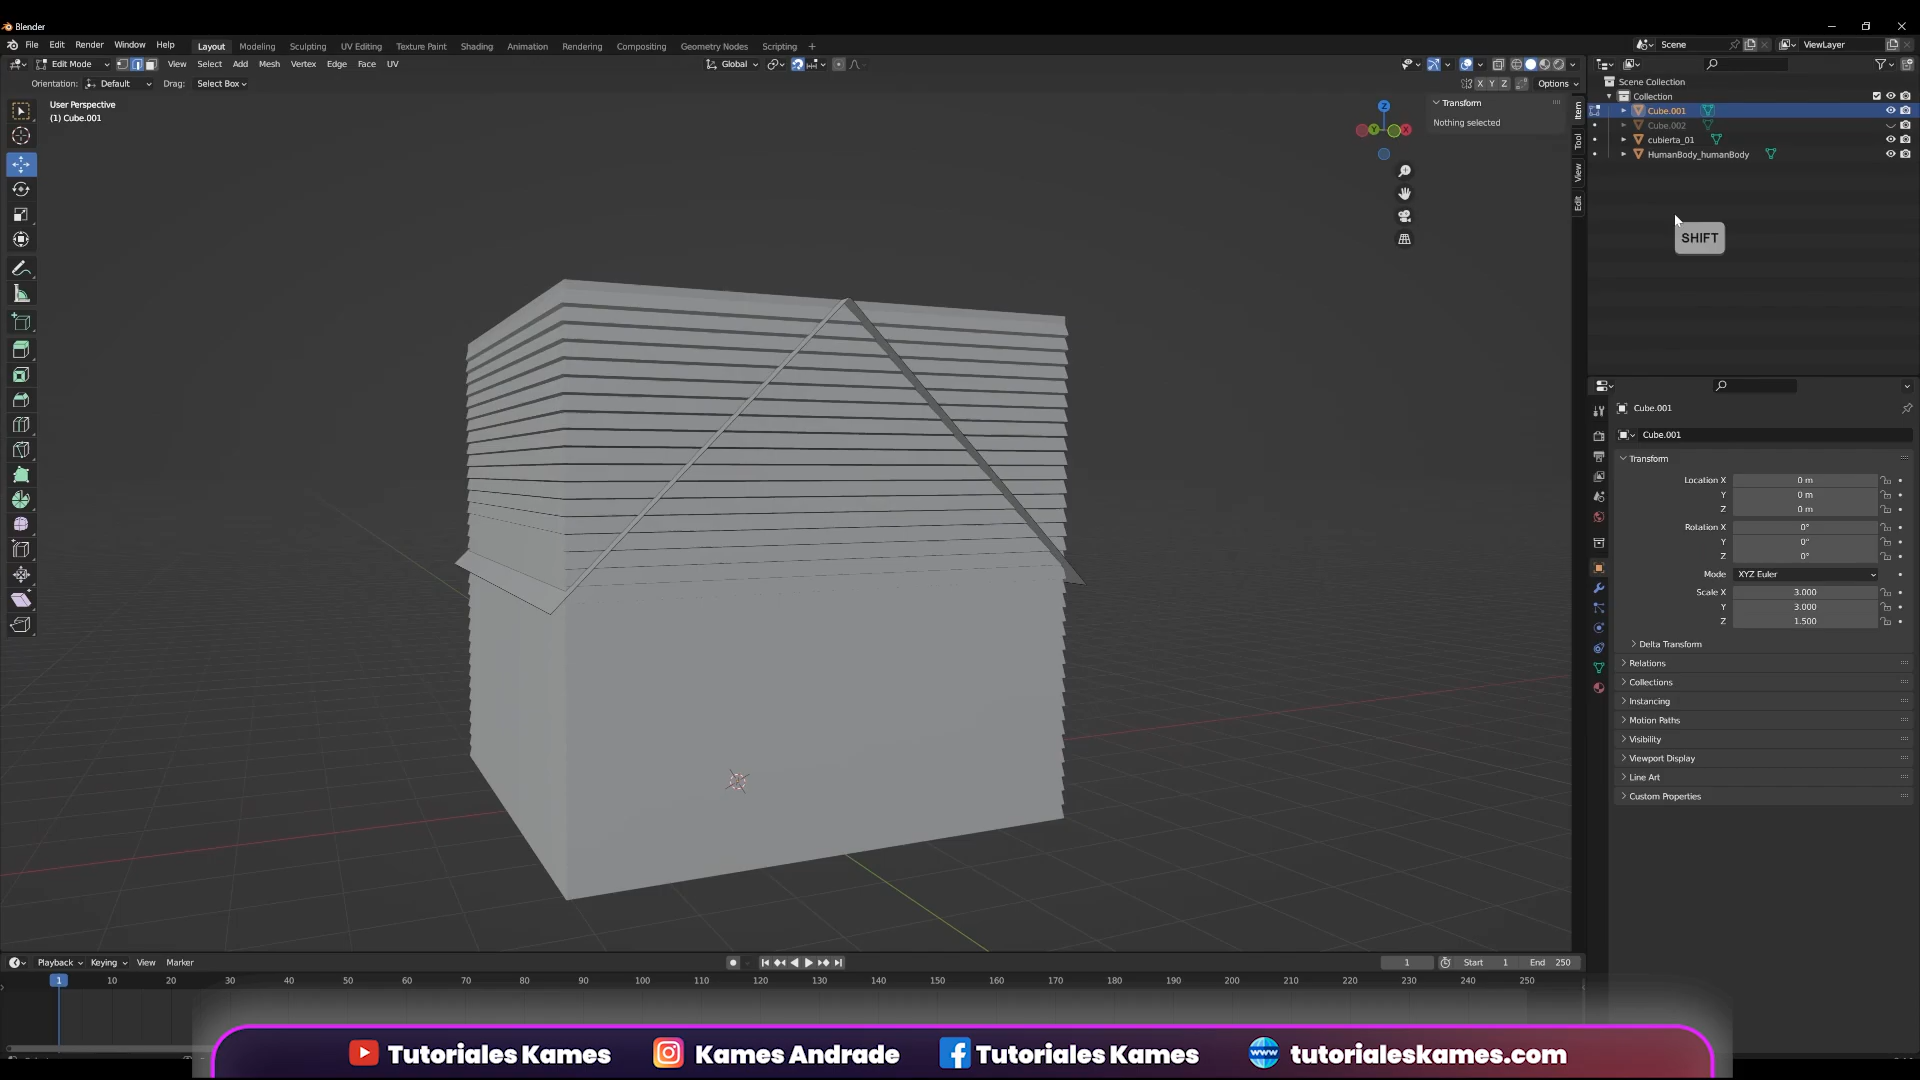 Blender
File Edit Render Window Help Layout Modeling Sculpting UV Editing Texture Paint Shading Animation Rendering Compositing Geometry Nodes Scripting + Scene ViewLayer
Edit Mode View Select Add Mesh Vertex Edge Face UV Global
Orientation: Default Drag: Select Box X Y Z Options
User Perspective
(1) Cube.001
Transform
Nothing selected
Item
Tool
View
Edit
Z
Y
X
Scene Collection
Collection
Cube.001
Cube.002
cubierta_01
HumanBody_humanBody
SHIFT
Cube.001
Cube.001
Transform
Location X 0 m
Y 0 m
Z 0 m
Rotation X 0°
Y 0°
Z 0°
Mode XYZ Euler
Scale X 3.000
Y 3.000
Z 1.500
Delta Transform
Relations
Collections
Instancing
Motion Paths
Visibility
Viewport Display
Line Art
Custom Properties
Playback Keying View Marker 1 Start 1 End 250
1 10 20 30 40 50 60 70 80 90 100 110 120 130 140 150 160 170 180 190 200 210 220 230 240 250
Tutoriales Kames Kames Andrade Tutoriales Kames www tutorialeskames.com